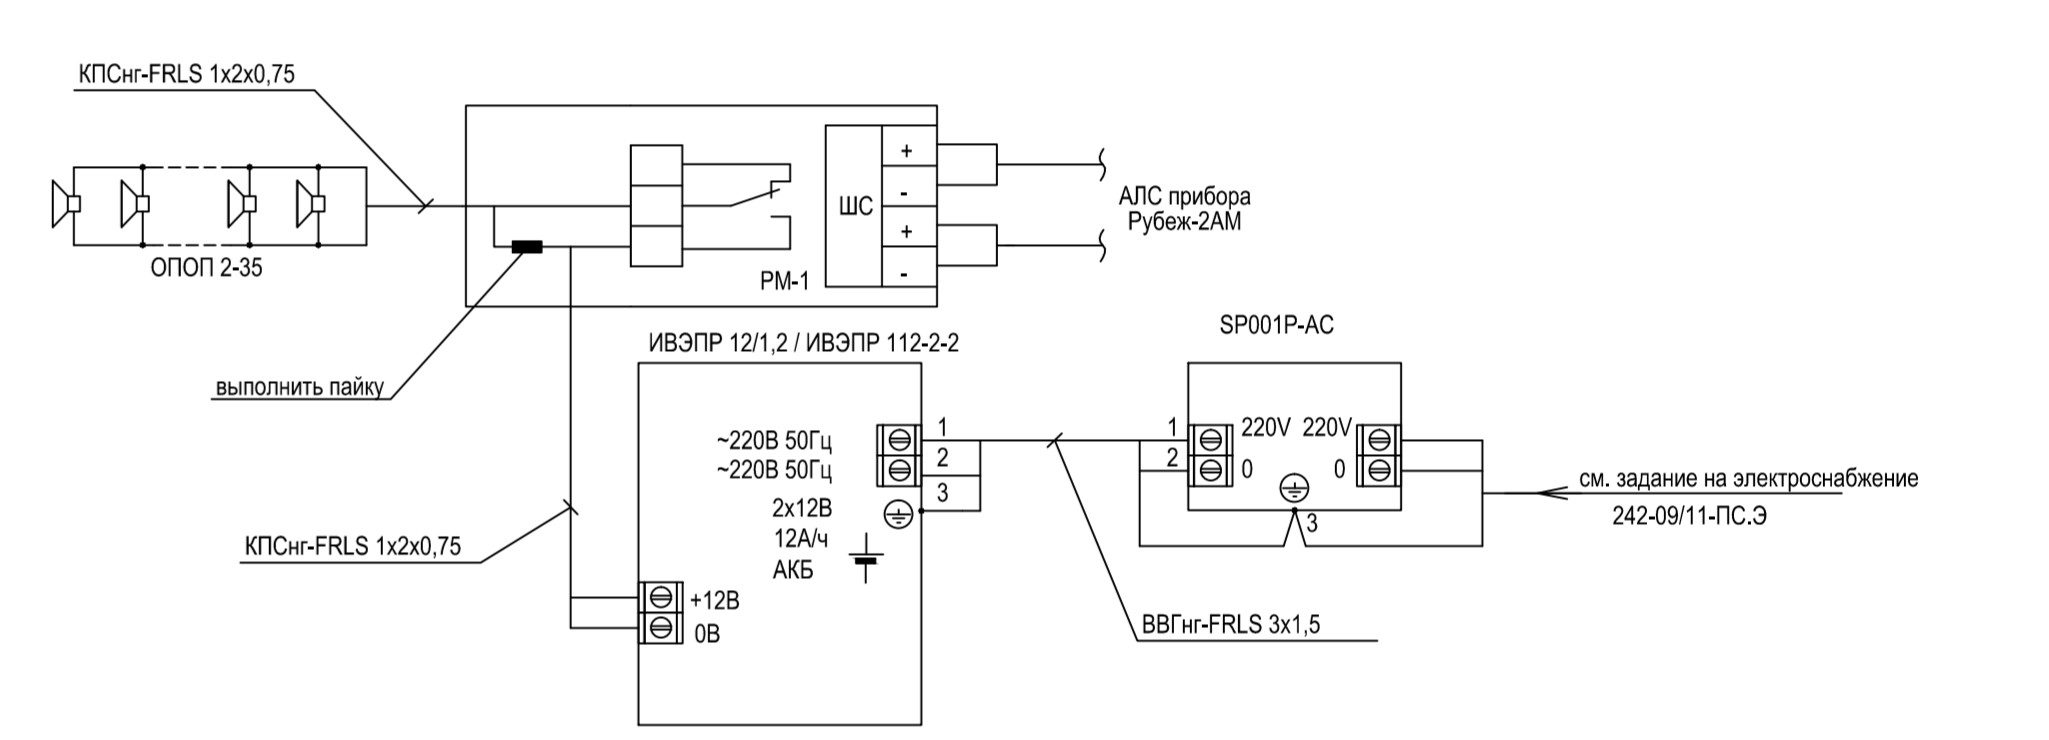 КПСнг-FRLS 1х2х0,75
ОПОП 2-35
выполнить пайку
ШС
+
-
+
-
РМ-1
АЛС прибора
Рубеж-2АМ
ИВЭПР 12/1,2 / ИВЭПР 112-2-2
~220В 50Гц
~220В 50Гц
2х12В
12А/ч
АКБ
1
2
3
+12В
0В
КПСнг-FRLS 1х2х0,75
SP001P-AC
1
2
220V 220V
0 0
3
ВВГнг-FRLS 3х1,5
см. задание на электроснабжение
242-09/11-ПС.Э